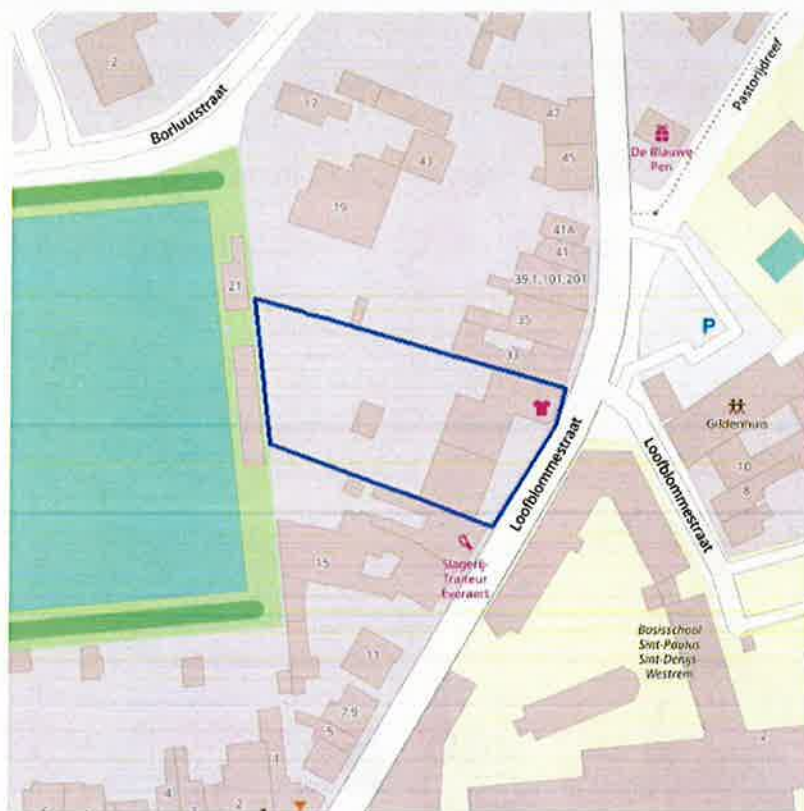 2
Borluutstraat
17
43
19
47
45
De Blauwe
Pen
Pastorijdreef
41A
41
39.1,101,201
35
33
21
P
Gildenhuis
10
8
Loofblommestraat
Loofblommestraat
15
Slagerij-
Traiteur
Everaert
11
7-9
5
Basisschool
Sint-Paulus
Sint-Denijs-
Westrem
4
2